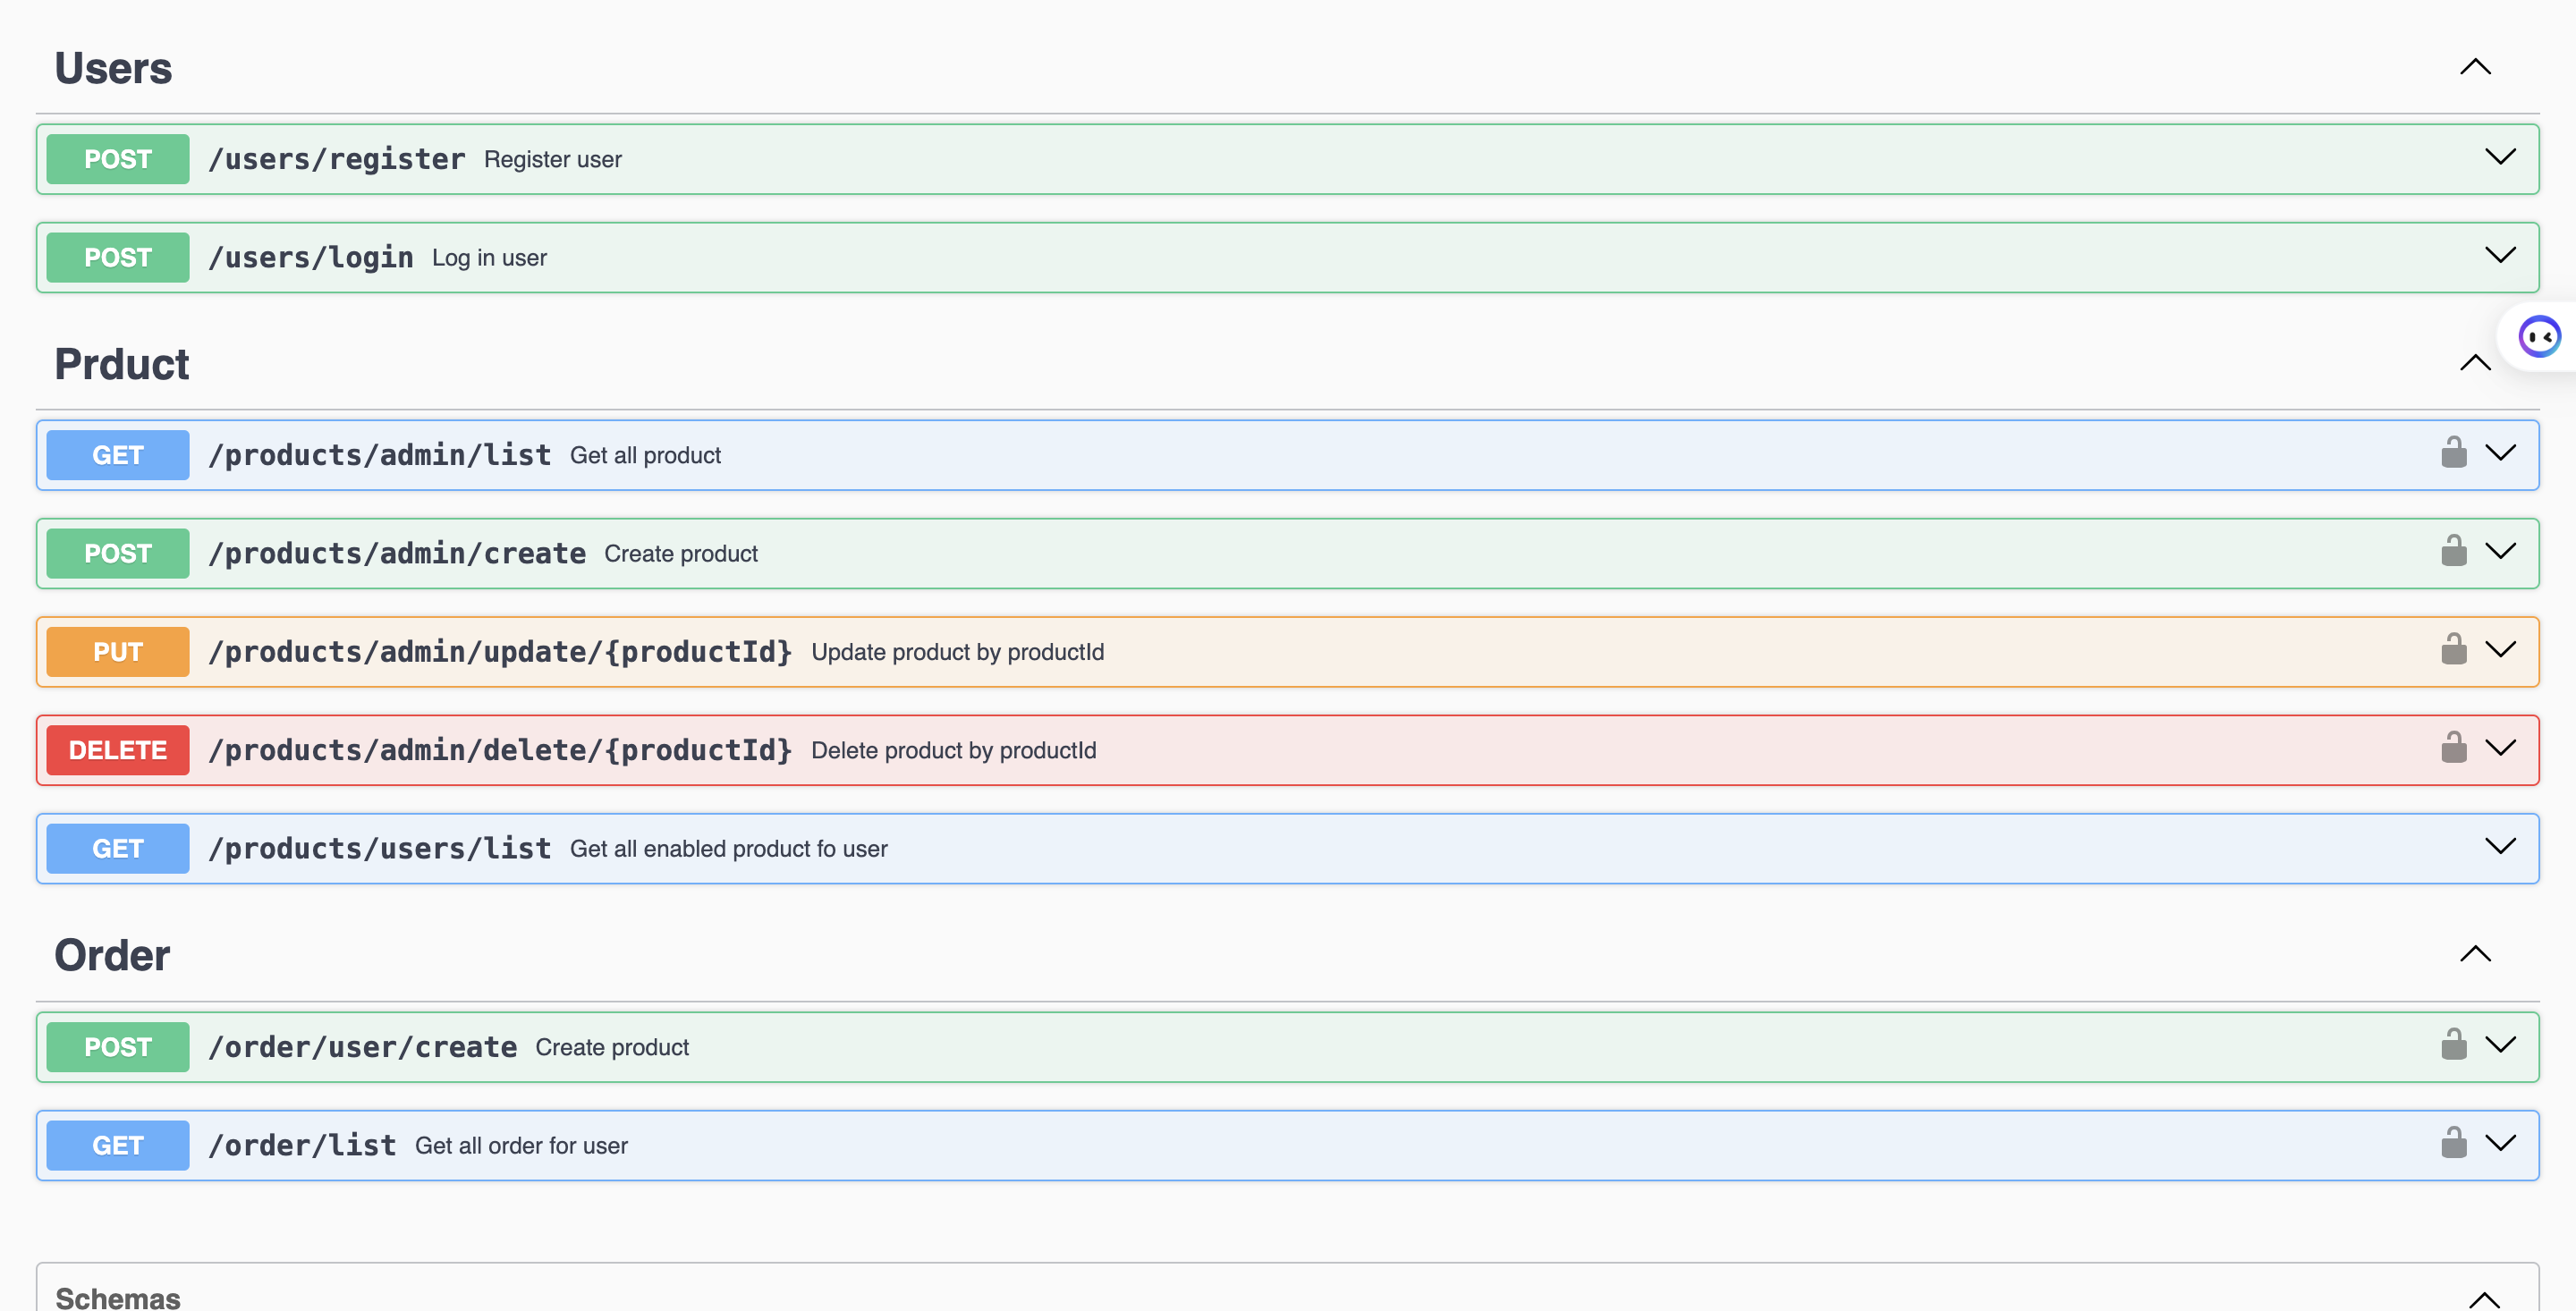 Users
POST /users/register Register user
POST /users/login Log in user
Prduct
GET /products/admin/list Get all product
POST /products/admin/create Create product
PUT /products/admin/update/{productId} Update product by productId
DELETE /products/admin/delete/{productId} Delete product by productId
GET /products/users/list Get all enabled product fo user
Order
POST /order/user/create Create product
GET /order/list Get all order for user
Schemas